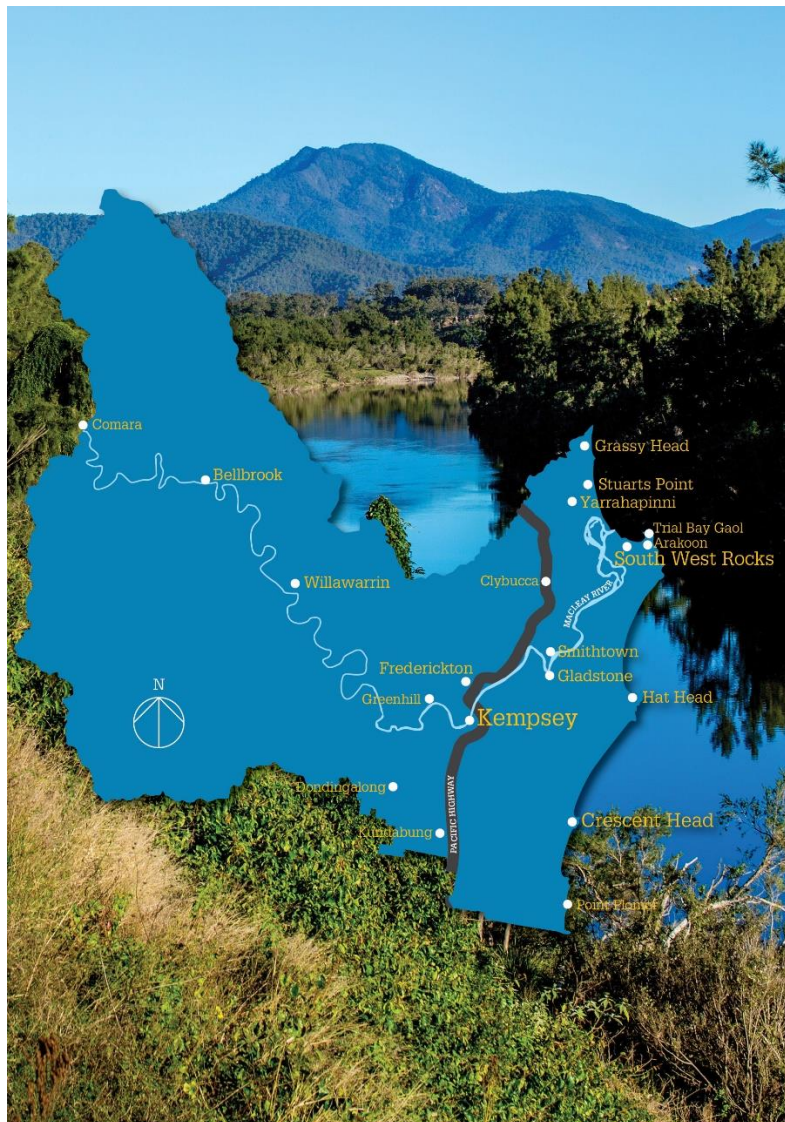 Comara
Bellbrook
Grassy Head
Stuarts Point
Yarrahapinni
Trial Bay Gaol
Arakoon
South West Rocks
Clybucca
Willawarrin
MACLEAY RIVER
Smithtown
Gladstone
Frederickton
Greenhill
Hat Head
N
Kempsey
Dondingalong
Crescent Head
Kundabung
PACIFIC HIGHWAY
Point Plomer